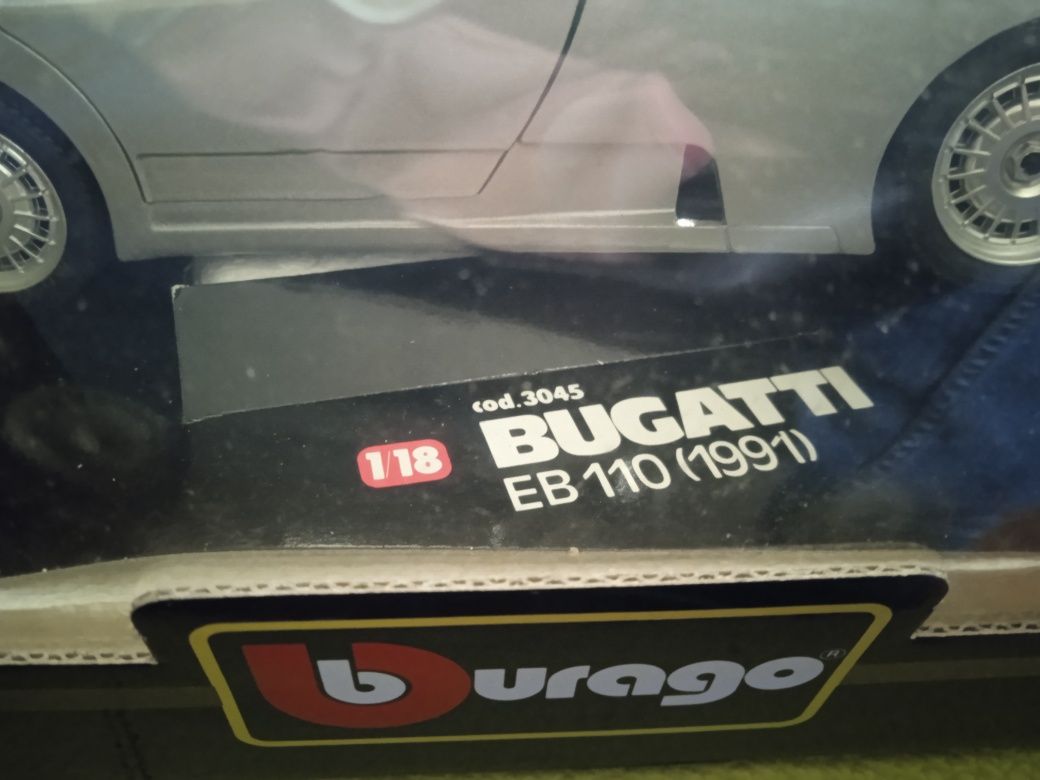 cod.3045
BUGATTI
1/18
EB 110 (1991)
burago ®